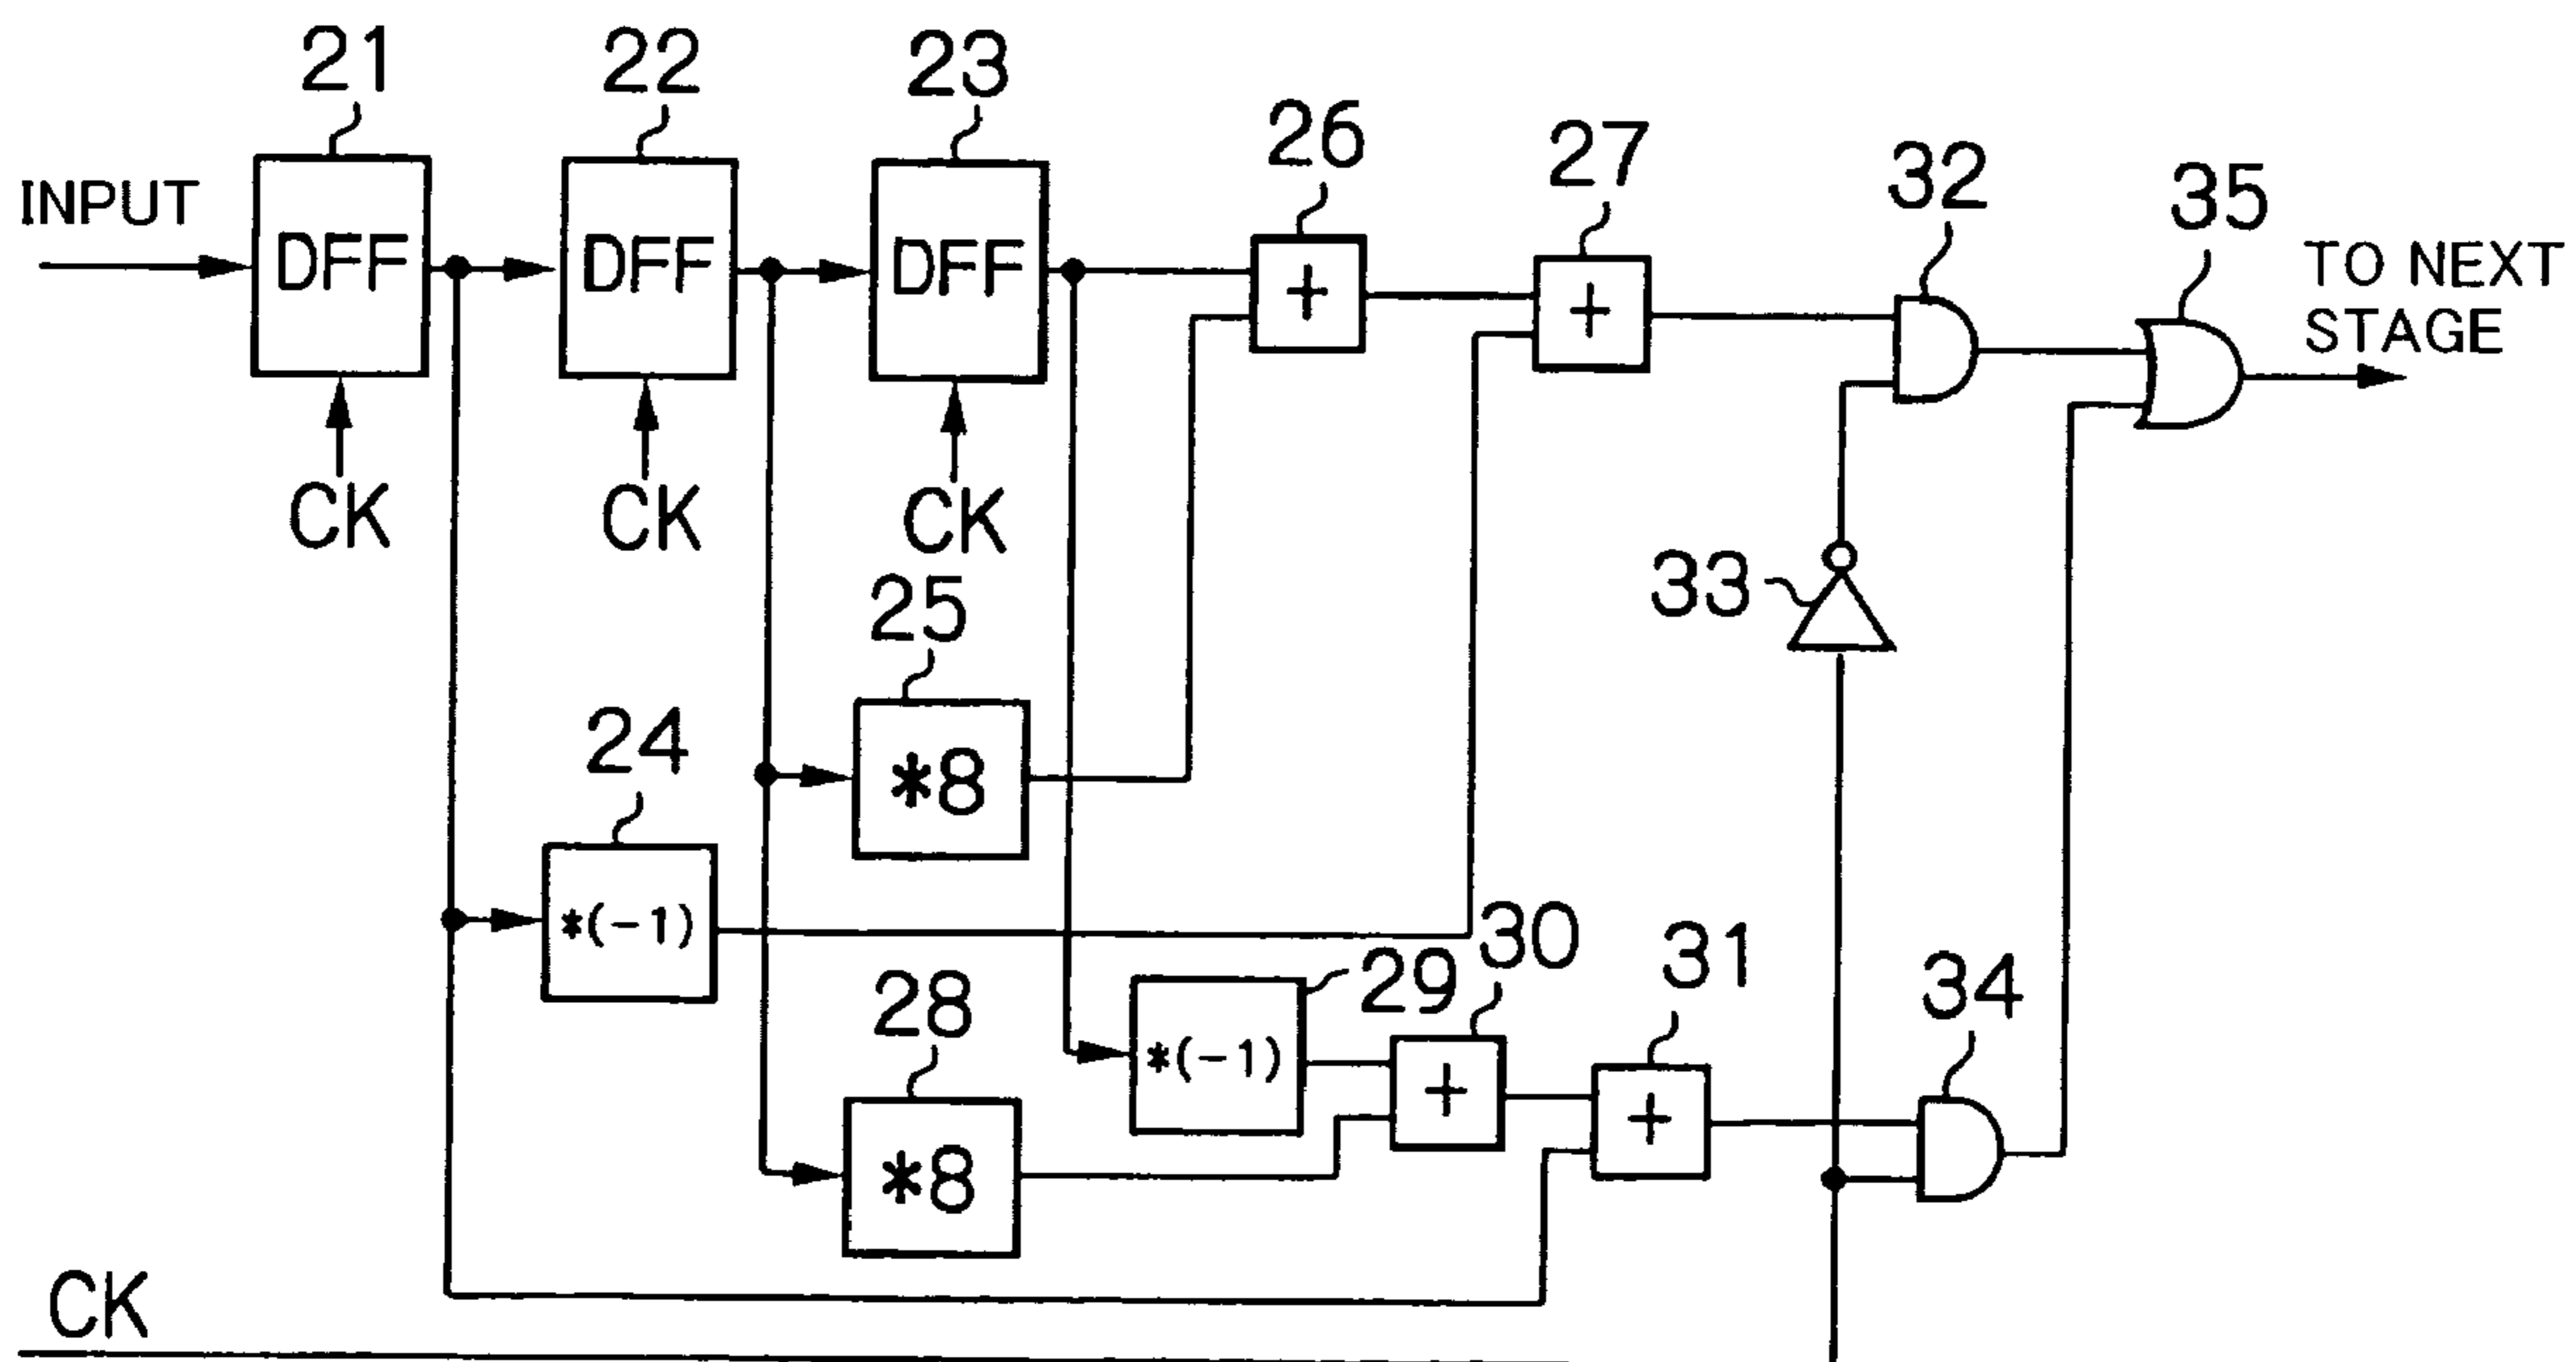 21
22
23
26
27
32
35
INPUT
DFF
DFF
DFF
+
+
TO NEXT
STAGE
CK
CK
CK
25
33
*8
24
*(-1)
30
29
31
34
28
*(-1)
+
+
*8
CK